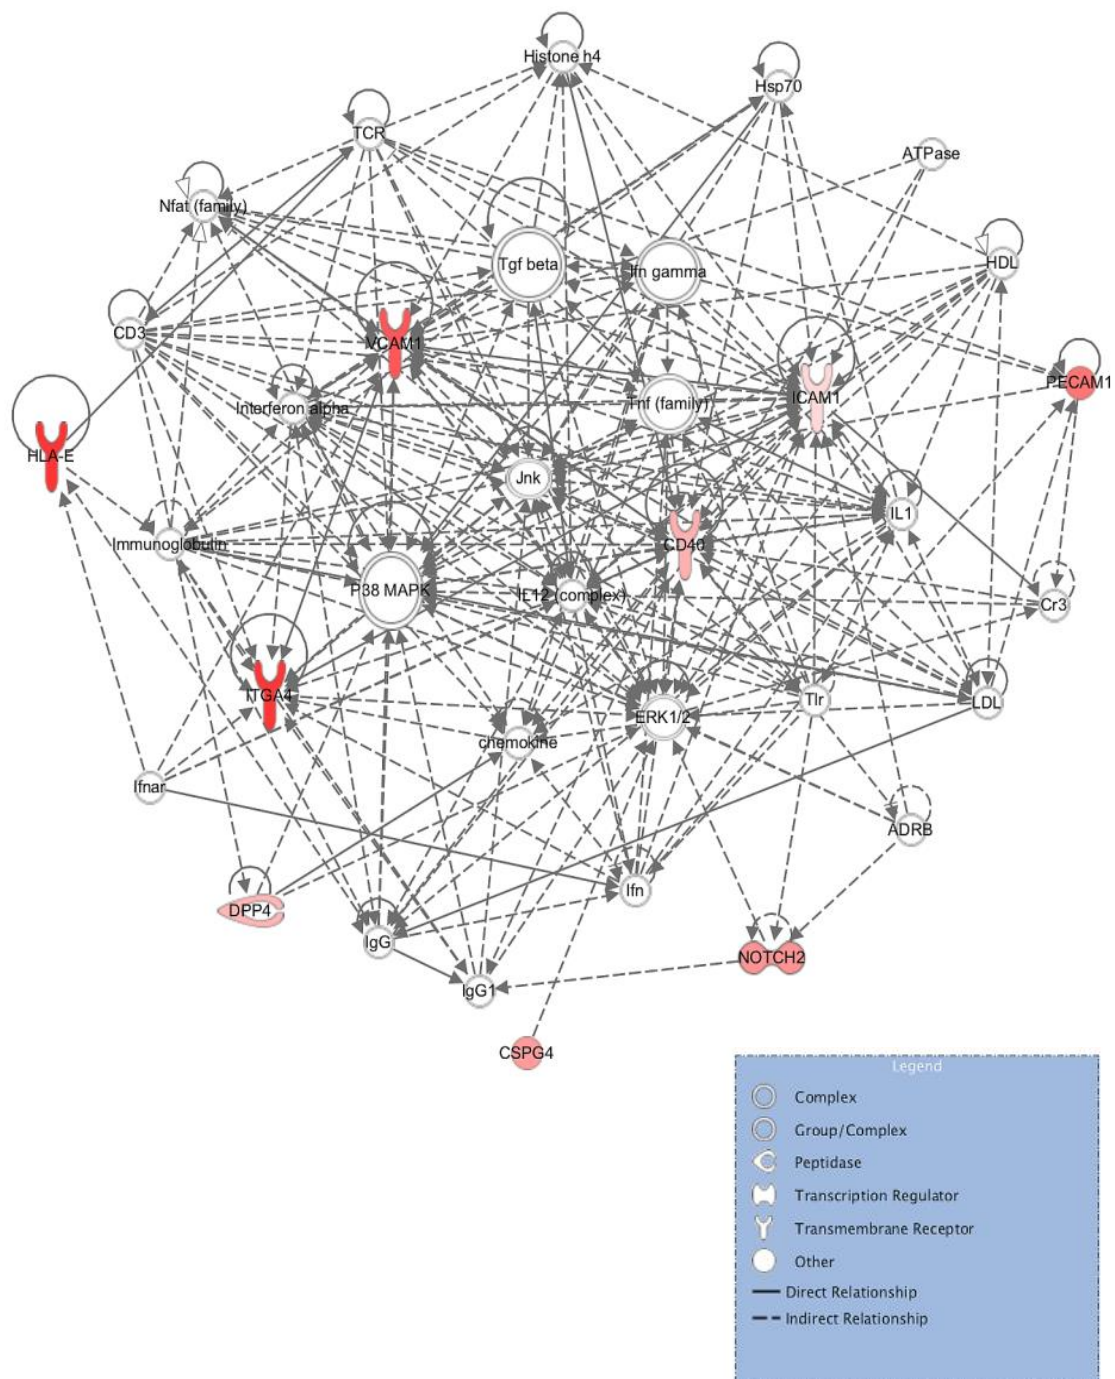 Histone h4
Hsp70
TCR
ATPase
Nfat (family)
Tgf beta
Ifn gamma
HDL
CD3
VCAM1
PECAM1
Interferon alpha
Tnf (family)
ICAM1
HLA-E
Jnk
IL1
Immunoglobulin
CD40
P38 MAPK
IL12 (complex)
Cr3
ITGA4
Tlr
LDL
ERK1/2
chemokine
Ifnar
ADRB
Ifn
DPP4
IgG
NOTCH2
IgG1
CSPG4
Legend
Complex
Group/Complex
Peptidase
Transcription Regulator
Transmembrane Receptor
Other
Direct Relationship
Indirect Relationship